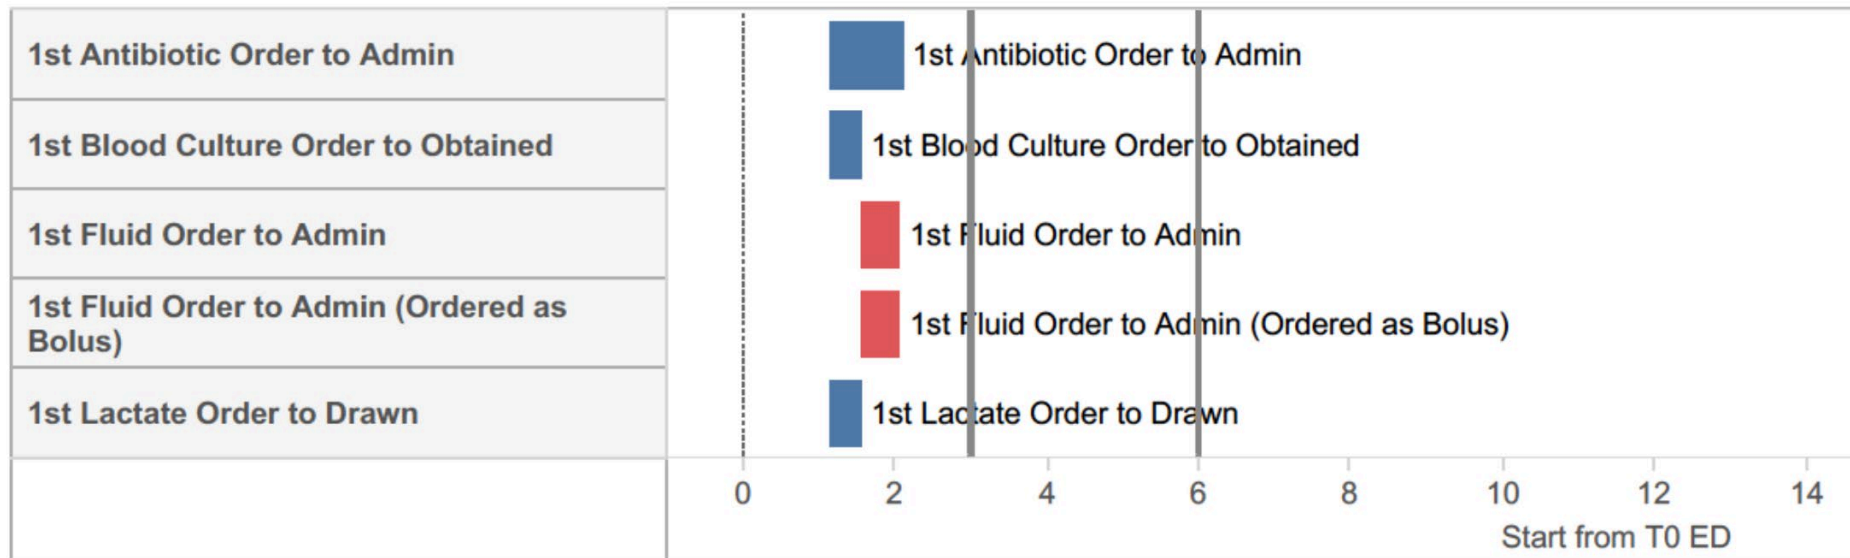 1st Antibiotic Order to Admin
1st Antibiotic Order to Admin
1st Blood Culture Order to Obtained
1st Blood Culture Order to Obtained
1st Fluid Order to Admin
1st Fluid Order to Admin
1st Fluid Order to Admin (Ordered as
Bolus)
1st Fluid Order to Admin (Ordered as Bolus)
1st Lactate Order to Drawn
1st Lactate Order to Drawn
0 2 4 6 8 10 12 14
Start from T0 ED